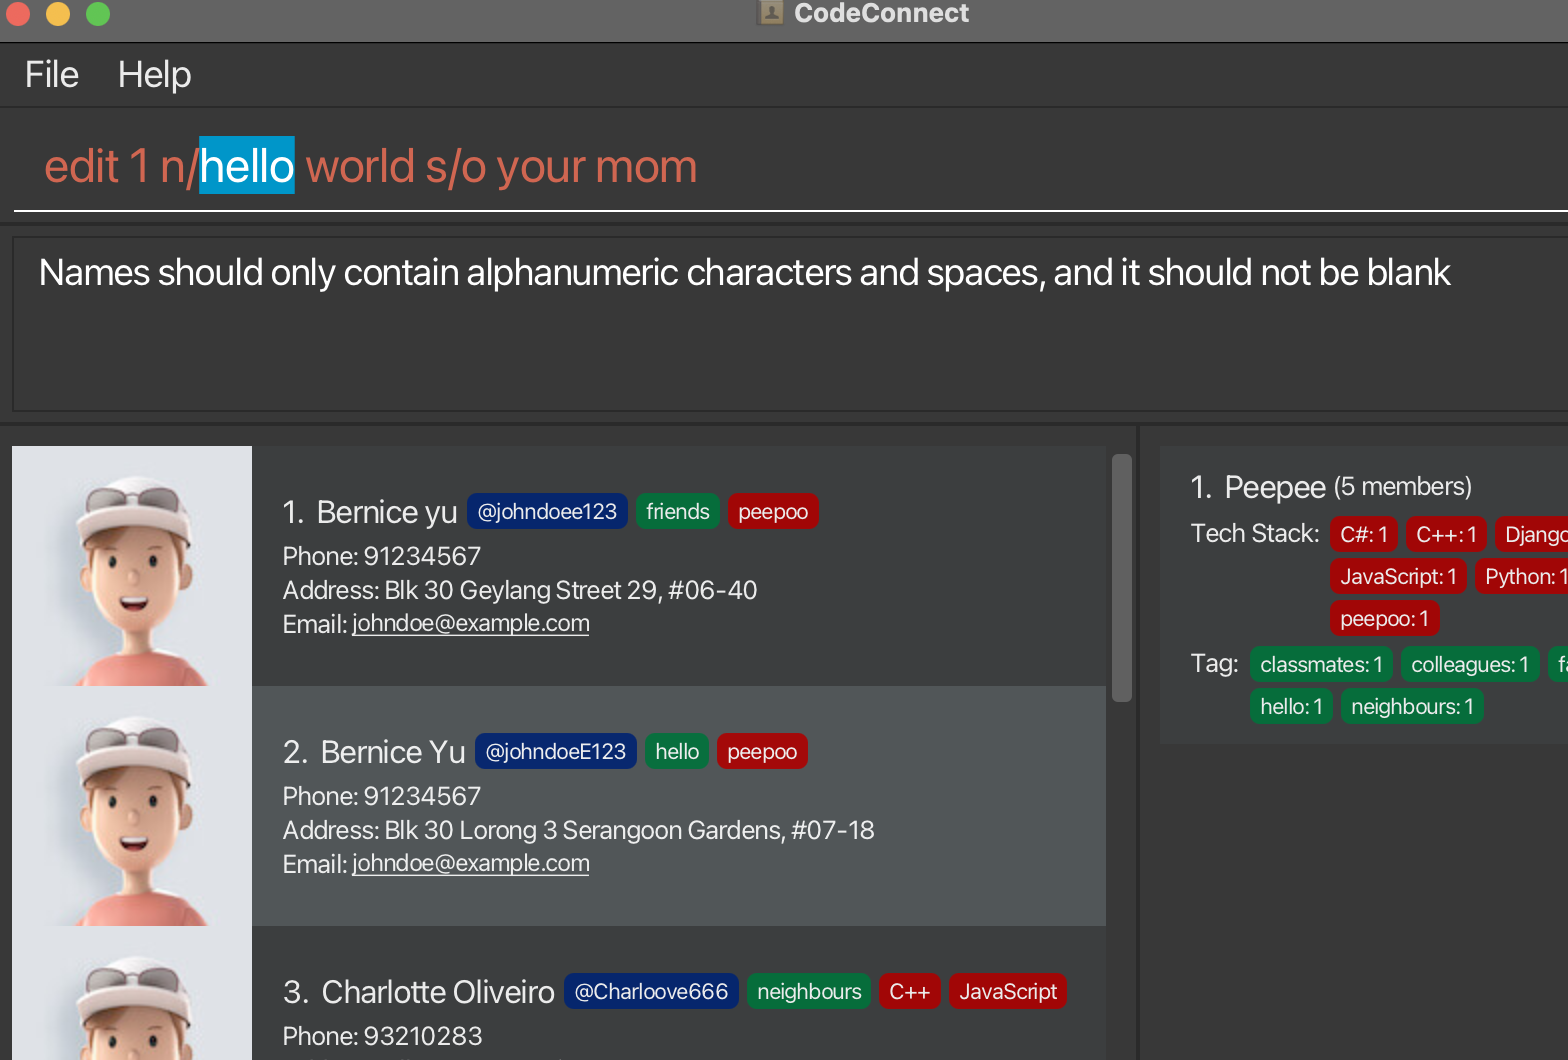 CodeConnect
File Help
edit 1 n/hello world s/o your mom
Names should only contain alphanumeric characters and spaces, and it should not be blank
1. Bernice yu @johndoee123 friends peepoo
Phone: 91234567
Address: Blk 30 Geylang Street 29, #06-40
Email: johndoe@example.com
2. Bernice Yu @johndoeE123 hello peepoo
Phone: 91234567
Address: Blk 30 Lorong 3 Serangoon Gardens, #07-18
Email: johndoe@example.com
3. Charlotte Oliveiro @Charloove666 neighbours C++ JavaScript
Phone: 93210283
1. Peepee (5 members)
Tech Stack: C#: 1 C++: 1 Django
JavaScript: 1 Python: 1
peepoo: 1
Tag: classmates: 1 colleagues: 1
hello: 1 neighbours: 1